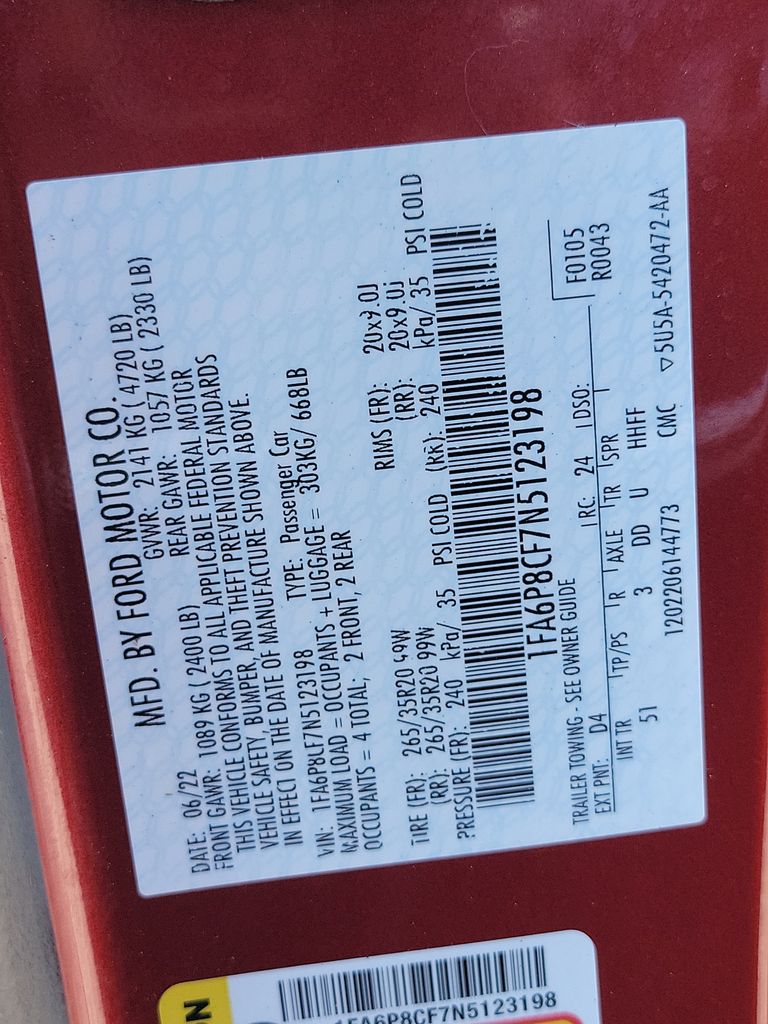 MFD. BY FORD MOTOR CO.
DATE: 06/22 GVWR: 2141 KG ( 4720 LB)
FRONT GAWR: 1089 KG ( 2400 LB) REAR GAWR: 1057 KG ( 2330 LB)
THIS VEHICLE CONFORMS TO ALL APPLICABLE FEDERAL MOTOR
VEHICLE SAFETY, BUMPER, AND THEFT PREVENTION STANDARDS
IN EFFECT ON THE DATE OF MANUFACTURE SHOWN ABOVE.
VIN: 1FA6P8CF7N5123198 TYPE: Passenger Car
MAXIMUM LOAD = OCCUPANTS + LUGGAGE = 303KG/ 668LB
OCCUPANTS = 4 TOTAL; 2 FRONT, 2 REAR
TIRE (FR): 265/35R20 99W RIMS (FR): 20x9.0J
(RR): 265/35R20 99W (RR): 20x9.0J
PRESSURE (FR): 240 kPa/ 35 PSI COLD (RR): 240 kPa/ 35 PSI COLD
1FA6P8CF7N5123198
TRAILER TOWING - SEE OWNER GUIDE F0105
EXT PNT: D4 RC: 24 DSO: R0043
INT TR TP/PS R AXLE TR SPR
51 3 DD U HHFF
1202206144773 CMC ▽5U5A-5420472-AA
ON
1FA6P8CF7N5123198